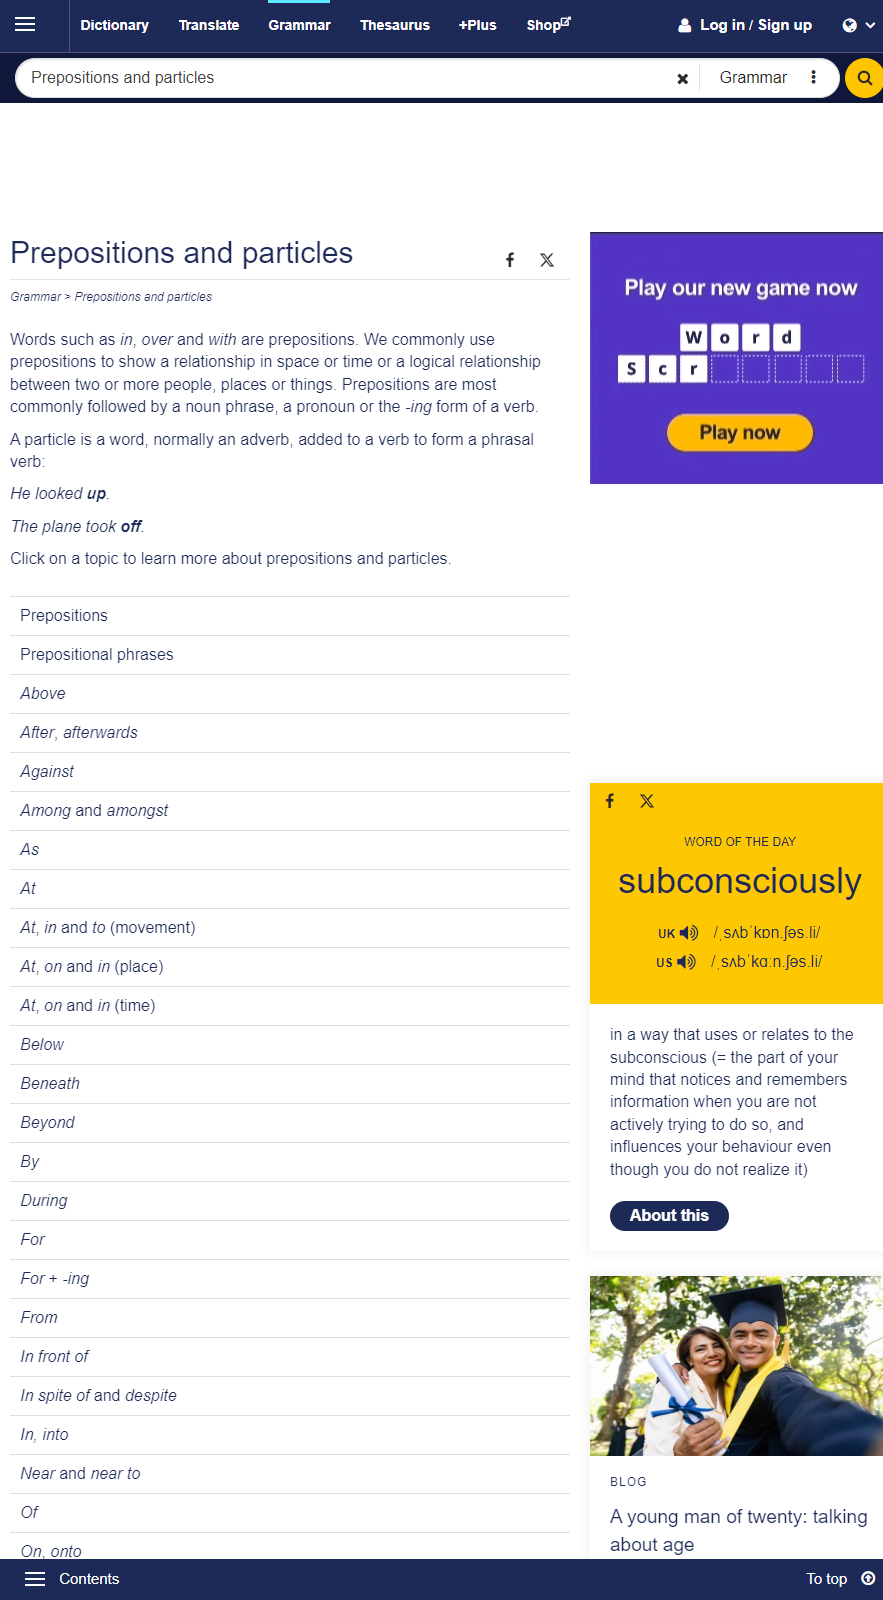 Dictionary Translate Grammar Thesaurus +Plus Shop Log in / Sign up
Prepositions and particles Grammar
Prepositions and particles
Grammar > Prepositions and particles
Words such as in, over and with are prepositions. We commonly use
prepositions to show a relationship in space or time or a logical relationship
between two or more people, places or things. Prepositions are most
commonly followed by a noun phrase, a pronoun or the -ing form of a verb.
A particle is a word, normally an adverb, added to a verb to form a phrasal
verb:
He looked up.
The plane took off.
Click on a topic to learn more about prepositions and particles.
Prepositions
Prepositional phrases
Above
After, afterwards
Against
Among and amongst
As
At
At, in and to (movement)
At, on and in (place)
At, on and in (time)
Below
Beneath
Beyond
By
During
For
For + -ing
From
In front of
In spite of and despite
In, into
Near and near to
Of
On, onto
Play our new game now
Word
Scr
Play now
WORD OF THE DAY
subconsciously
UK /ˌsʌbˈkɒn.ʃəs.li/
US /ˌsʌbˈkɑːn.ʃəs.li/
in a way that uses or relates to the
subconscious (= the part of your
mind that notices and remembers
information when you are not
actively trying to do so, and
influences your behaviour even
though you do not realize it)
About this
BLOG
A young man of twenty: talking
about age
Contents To top